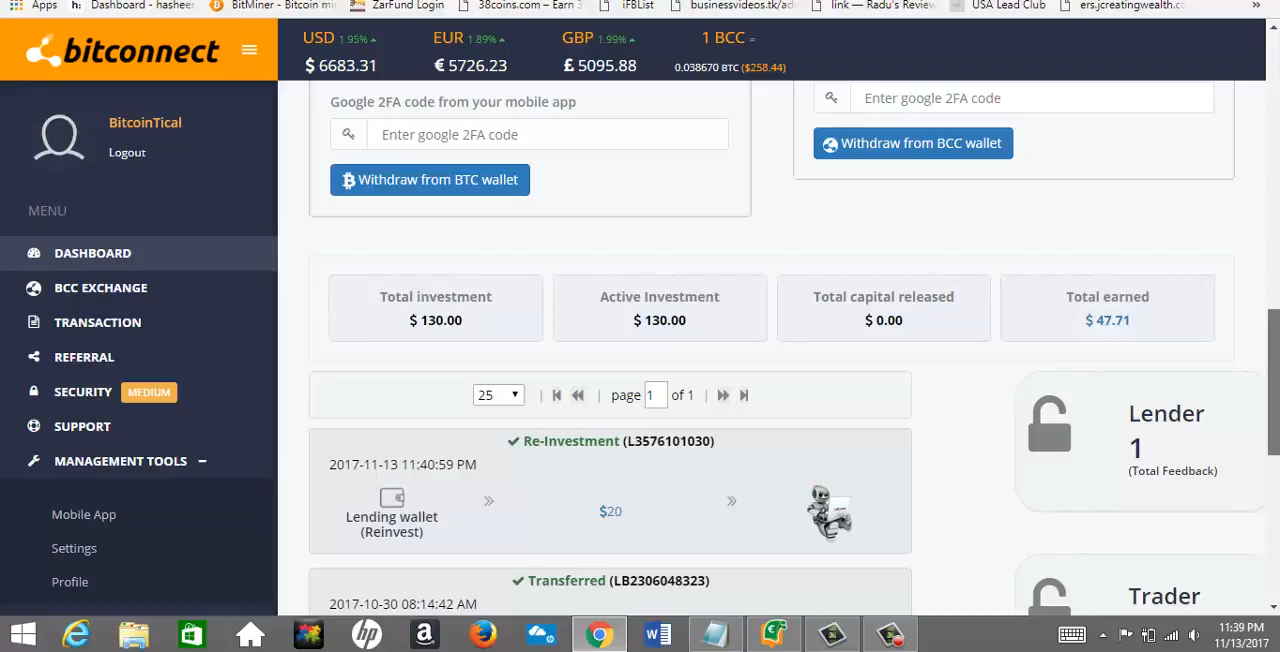 Apps
h: Dashboard - hasheer
BitMiner - Bitcoin mi
ZarFund Login
38coins.com – Earn 3
iFBList
businessvideos.tk/ad
link — Radu's Review
USA Lead Club
ers.jcreatingwealth.co
»
bitconnect
USD 1.95%
$ 6683.31
EUR 1.89%
€ 5726.23
GBP 1.99%
£ 5095.88
1 BCC =
0.038670 BTC ($258.44)
BitcoinTical
Logout
MENU
DASHBOARD
BCC EXCHANGE
TRANSACTION
REFERRAL
SECURITY MEDIUM
SUPPORT
MANAGEMENT TOOLS –
Mobile App
Settings
Profile
Google 2FA code from your mobile app
Enter google 2FA code
Withdraw from BTC wallet
Enter google 2FA code
Withdraw from BCC wallet
Total investment
$ 130.00
Active Investment
$ 130.00
Total capital released
$ 0.00
Total earned
$ 47.71
25 | page 1 of 1 |
Re-Investment (L3576101030)
2017-11-13 11:40:59 PM
Lending wallet
(Reinvest)
»
$20
»
Transferred (LB2306048323)
2017-10-30 08:14:42 AM
Lender
1
(Total Feedback)
Trader
11:39 PM
11/13/2017